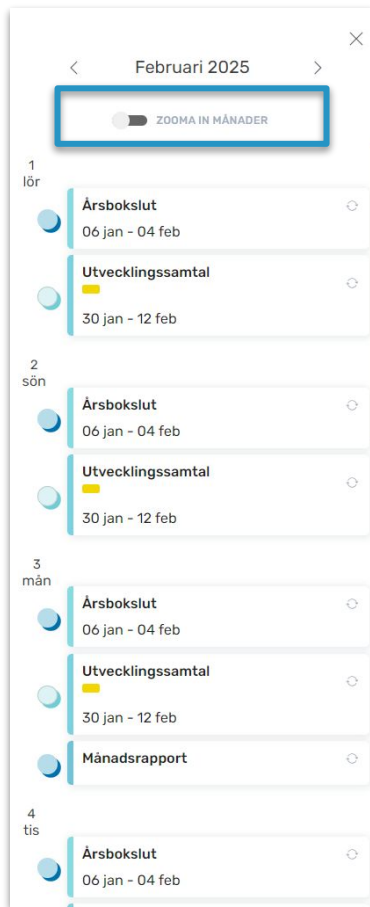 Februari 2025
ZOOMA IN MÅNADER
1
lör
Årsbokslut
06 jan - 04 feb
Utvecklingssamtal
30 jan - 12 feb
2
sön
Årsbokslut
06 jan - 04 feb
Utvecklingssamtal
30 jan - 12 feb
3
mån
Årsbokslut
06 jan - 04 feb
Utvecklingssamtal
30 jan - 12 feb
Månadsrapport
4
tis
Årsbokslut
06 jan - 04 feb